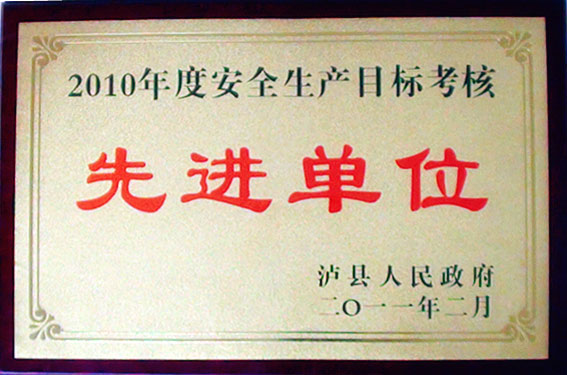 2010年度安全生产目标考核
先进单位
泸县人民政府
二〇一一年二月